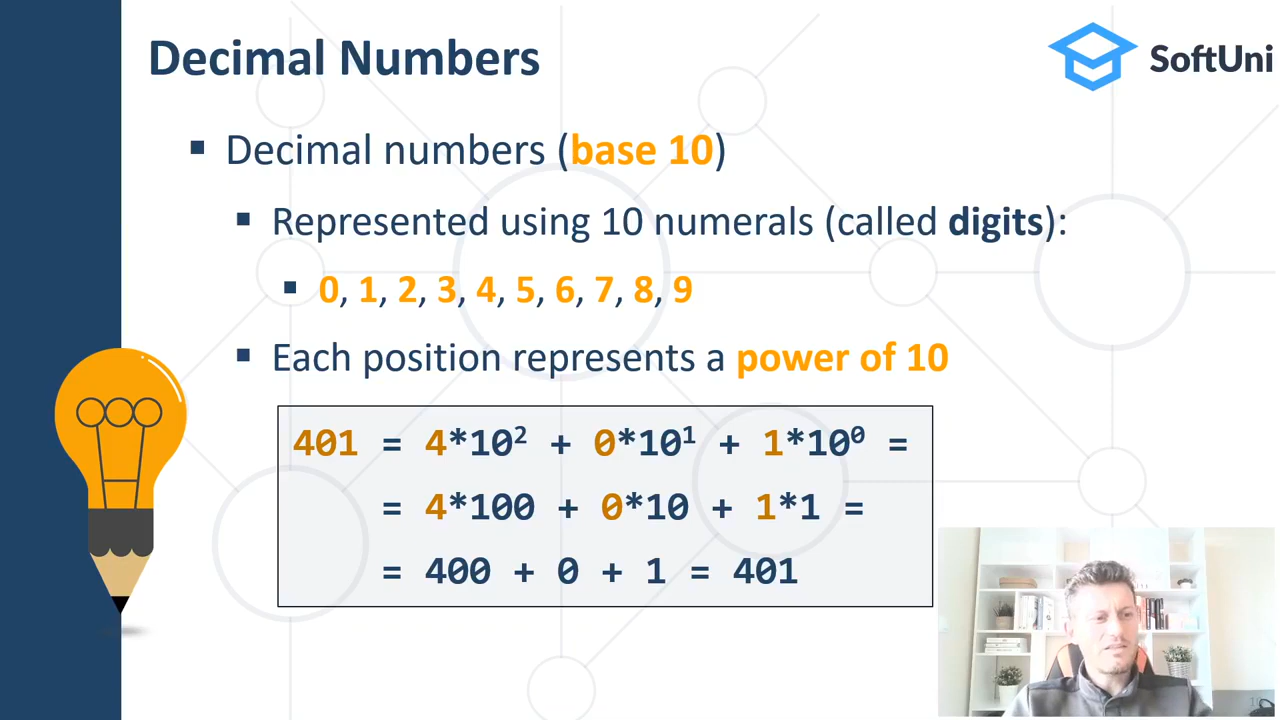 Decimal Numbers
SoftUni
▪ Decimal numbers (base 10)
▪ Represented using 10 numerals (called digits):
▪ 0, 1, 2, 3, 4, 5, 6, 7, 8, 9
▪ Each position represents a power of 10
401 = 4*10² + 0*10¹ + 1*10⁰ =
= 4*100 + 0*10 + 1*1 =
= 400 + 0 + 1 = 401